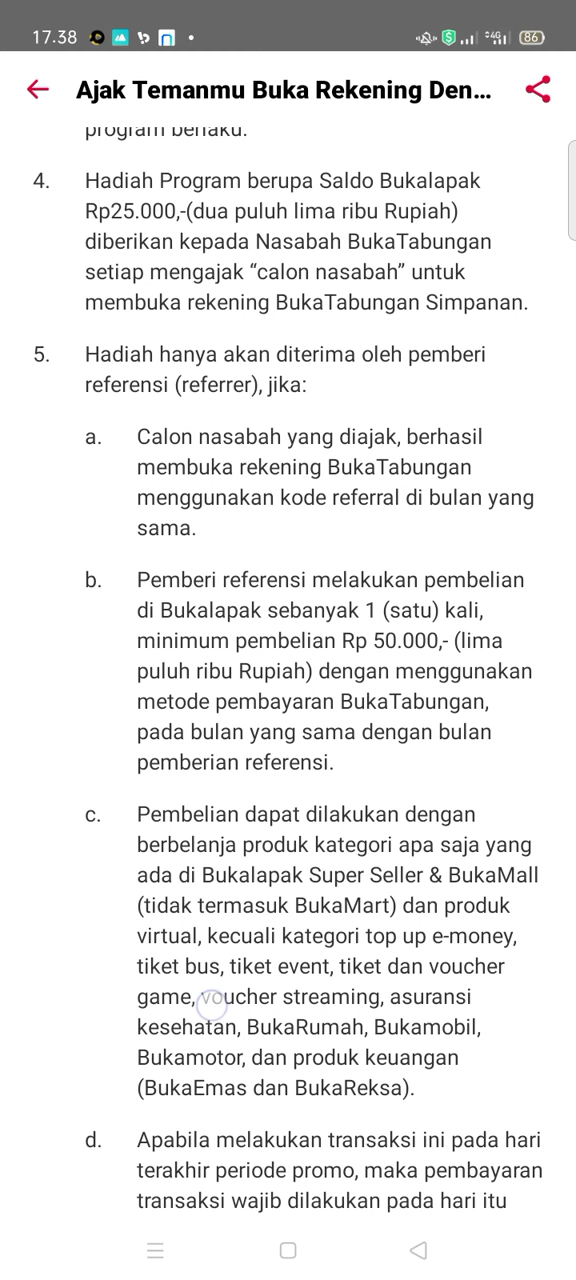 17.38
4G
86
Ajak Temanmu Buka Rekening Den...
program berlaku.
4. Hadiah Program berupa Saldo Bukalapak
Rp25.000,-(dua puluh lima ribu Rupiah)
diberikan kepada Nasabah BukaTabungan
setiap mengajak “calon nasabah” untuk
membuka rekening BukaTabungan Simpanan.
5. Hadiah hanya akan diterima oleh pemberi
referensi (referrer), jika:
a. Calon nasabah yang diajak, berhasil
membuka rekening BukaTabungan
menggunakan kode referral di bulan yang
sama.
b. Pemberi referensi melakukan pembelian
di Bukalapak sebanyak 1 (satu) kali,
minimum pembelian Rp 50.000,- (lima
puluh ribu Rupiah) dengan menggunakan
metode pembayaran BukaTabungan,
pada bulan yang sama dengan bulan
pemberian referensi.
c. Pembelian dapat dilakukan dengan
berbelanja produk kategori apa saja yang
ada di Bukalapak Super Seller & BukaMall
(tidak termasuk BukaMart) dan produk
virtual, kecuali kategori top up e-money,
tiket bus, tiket event, tiket dan voucher
game, voucher streaming, asuransi
kesehatan, BukaRumah, Bukamobil,
Bukamotor, dan produk keuangan
(BukaEmas dan BukaReksa).
d. Apabila melakukan transaksi ini pada hari
terakhir periode promo, maka pembayaran
transaksi wajib dilakukan pada hari itu